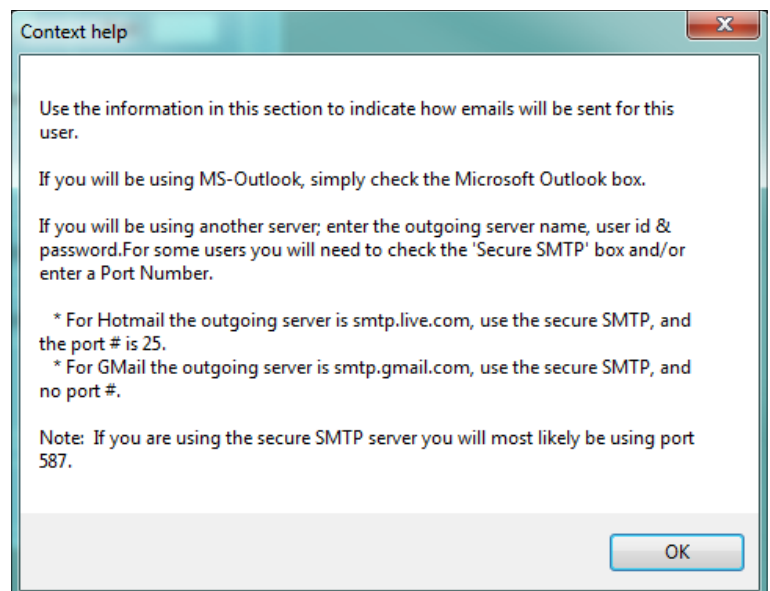 Context help
Use the information in this section to indicate how emails will be sent for this
user.
If you will be using MS-Outlook, simply check the Microsoft Outlook box.
If you will be using another server; enter the outgoing server name, user id &
password.For some users you will need to check the 'Secure SMTP' box and/or
enter a Port Number.
* For Hotmail the outgoing server is smtp.live.com, use the secure SMTP, and
the port # is 25.
* For GMail the outgoing server is smtp.gmail.com, use the secure SMTP, and
no port #.
Note:  If you are using the secure SMTP server you will most likely be using port
587.
OK